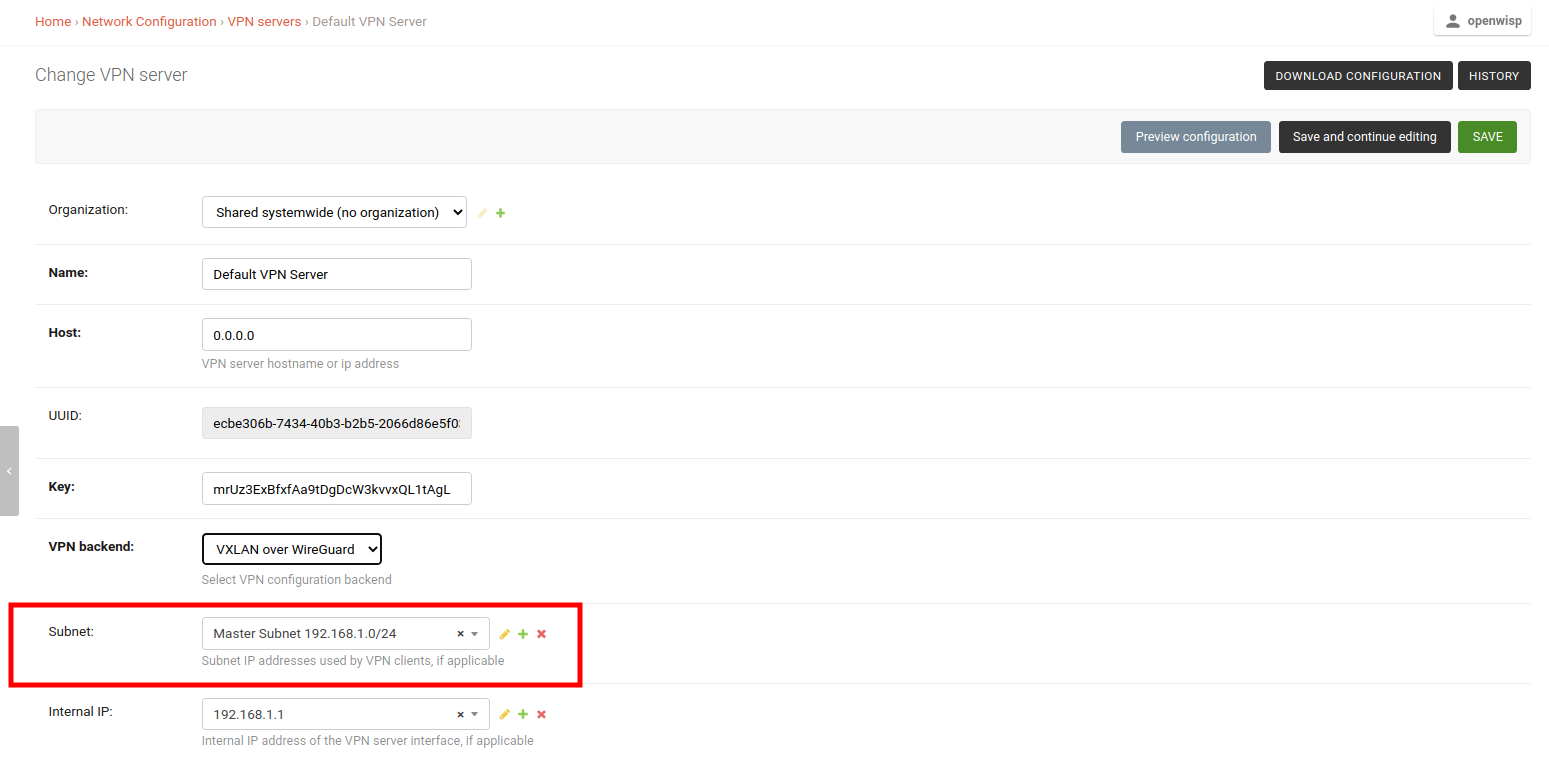 Home › Network Configuration › VPN servers › Default VPN Server
openwisp
Change VPN server
DOWNLOAD CONFIGURATION
HISTORY
Preview configuration
Save and continue editing
SAVE
Organization:
Shared systemwide (no organization)
Name:
Default VPN Server
Host:
0.0.0.0
VPN server hostname or ip address
UUID:
ecbe306b-7434-40b3-b2b5-2066d86e5f0
Key:
mrUz3ExBfxfAa9tDgDcW3kvvxQL1tAgL
VPN backend:
VXLAN over WireGuard
Select VPN configuration backend
Subnet:
Master Subnet 192.168.1.0/24
Subnet IP addresses used by VPN clients, if applicable
Internal IP:
192.168.1.1
Internal IP address of the VPN server interface, if applicable